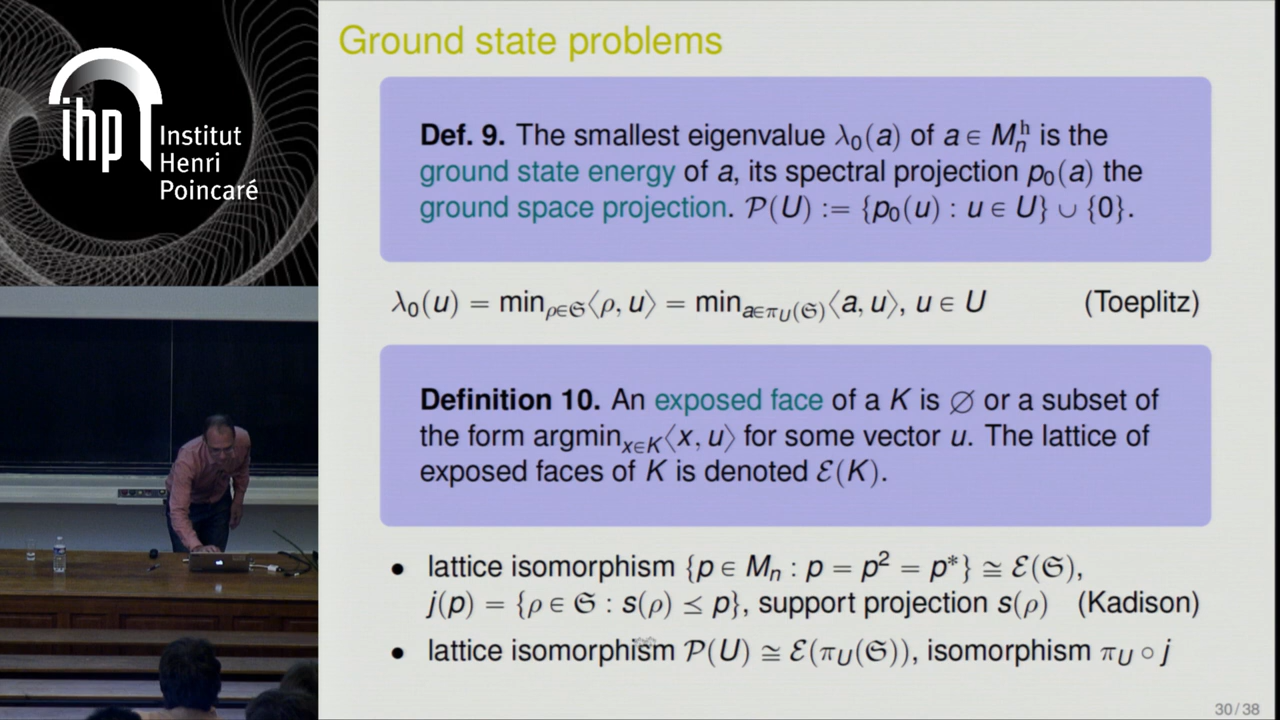 ihp Institut
Henri
Poincaré
Ground state problems
Def. 9. The smallest eigenvalue λ₀(a) of a ∈ Mₙʰ is the
ground state energy of a, its spectral projection p₀(a) the
ground space projection. 𝒫(U) := {p₀(u) : u ∈ U} ∪ {0}.
λ₀(u) = min_{ρ∈𝔖}⟨ρ, u⟩ = min_{a∈π_U(𝔖)}⟨a, u⟩, u ∈ U (Toeplitz)
Definition 10. An exposed face of a K is ∅ or a subset of
the form argmin_{x∈K}⟨x, u⟩ for some vector u. The lattice of
exposed faces of K is denoted ℰ(K).
• lattice isomorphism {p ∈ Mₙ : p = p² = p*} ≅ ℰ(𝔖),
j(p) = {ρ ∈ 𝔖 : s(ρ) ⪯ p}, support projection s(ρ) (Kadison)
• lattice isomorphism 𝒫(U) ≅ ℰ(π_U(𝔖)), isomorphism π_U ∘ j
30/38